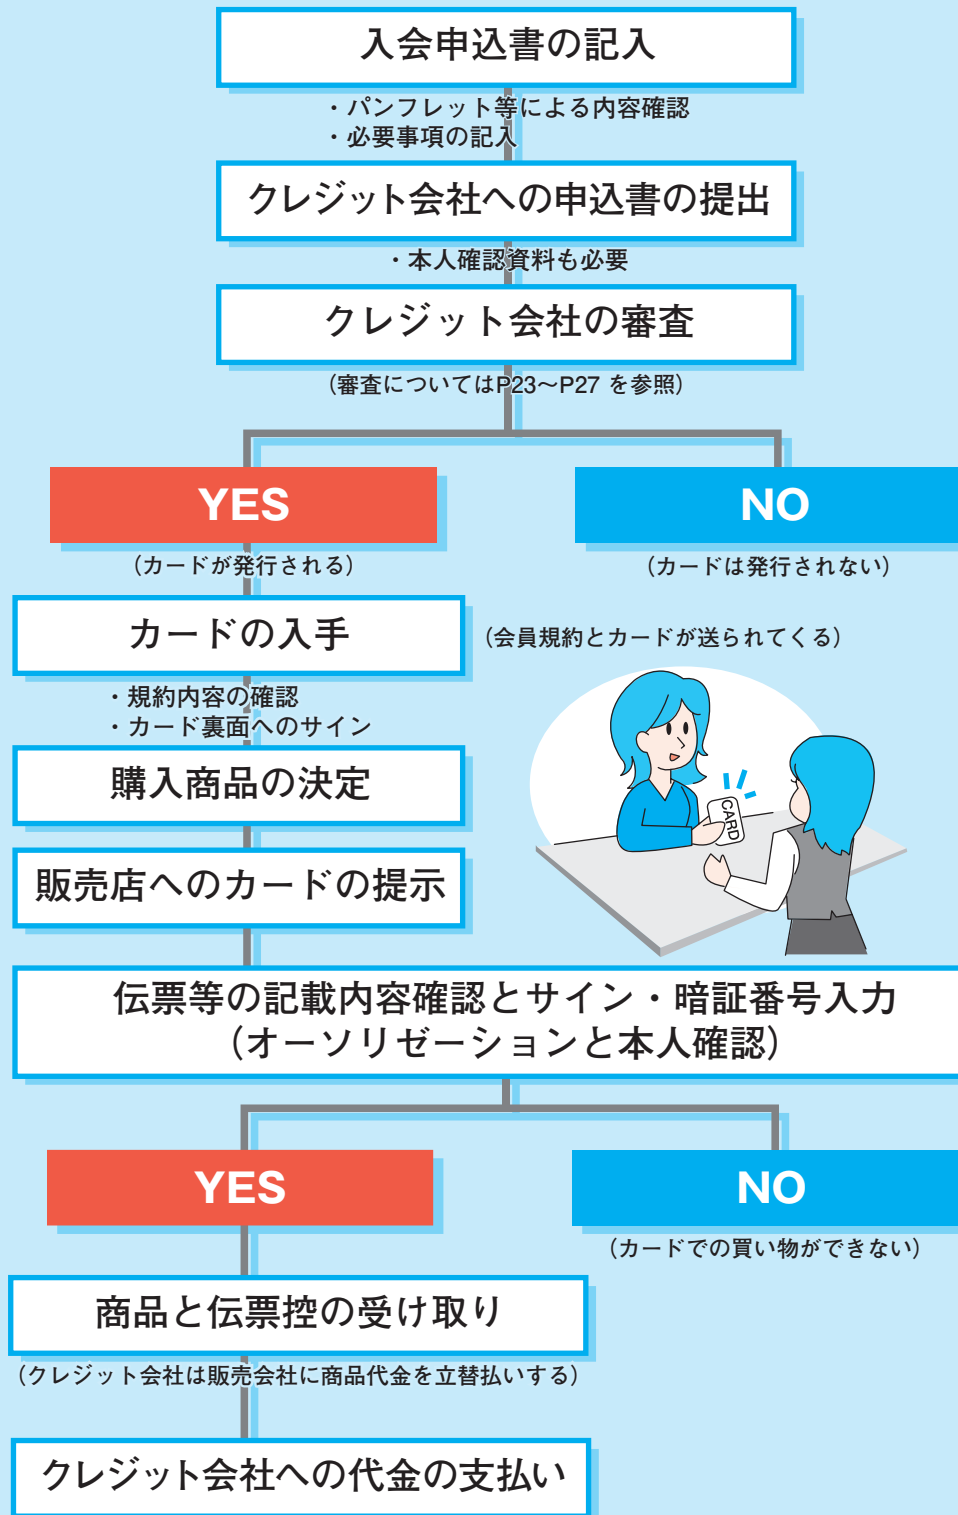 入会申込書の記入
・パンフレット等による内容確認
・必要事項の記入
クレジット会社への申込書の提出
・本人確認資料も必要
クレジット会社の審査
（審査についてはP23〜P27 を参照）
YES
NO
（カードが発行される）
（カードは発行されない）
カードの入手
（会員規約とカードが送られてくる）
・規約内容の確認
・カード裏面へのサイン
購入商品の決定
CARD
販売店へのカードの提示
伝票等の記載内容確認とサイン・暗証番号入力
（オーソリゼーションと本人確認）
YES
NO
（カードでの買い物ができない）
商品と伝票控の受け取り
（クレジット会社は販売会社に商品代金を立替払いする）
クレジット会社への代金の支払い